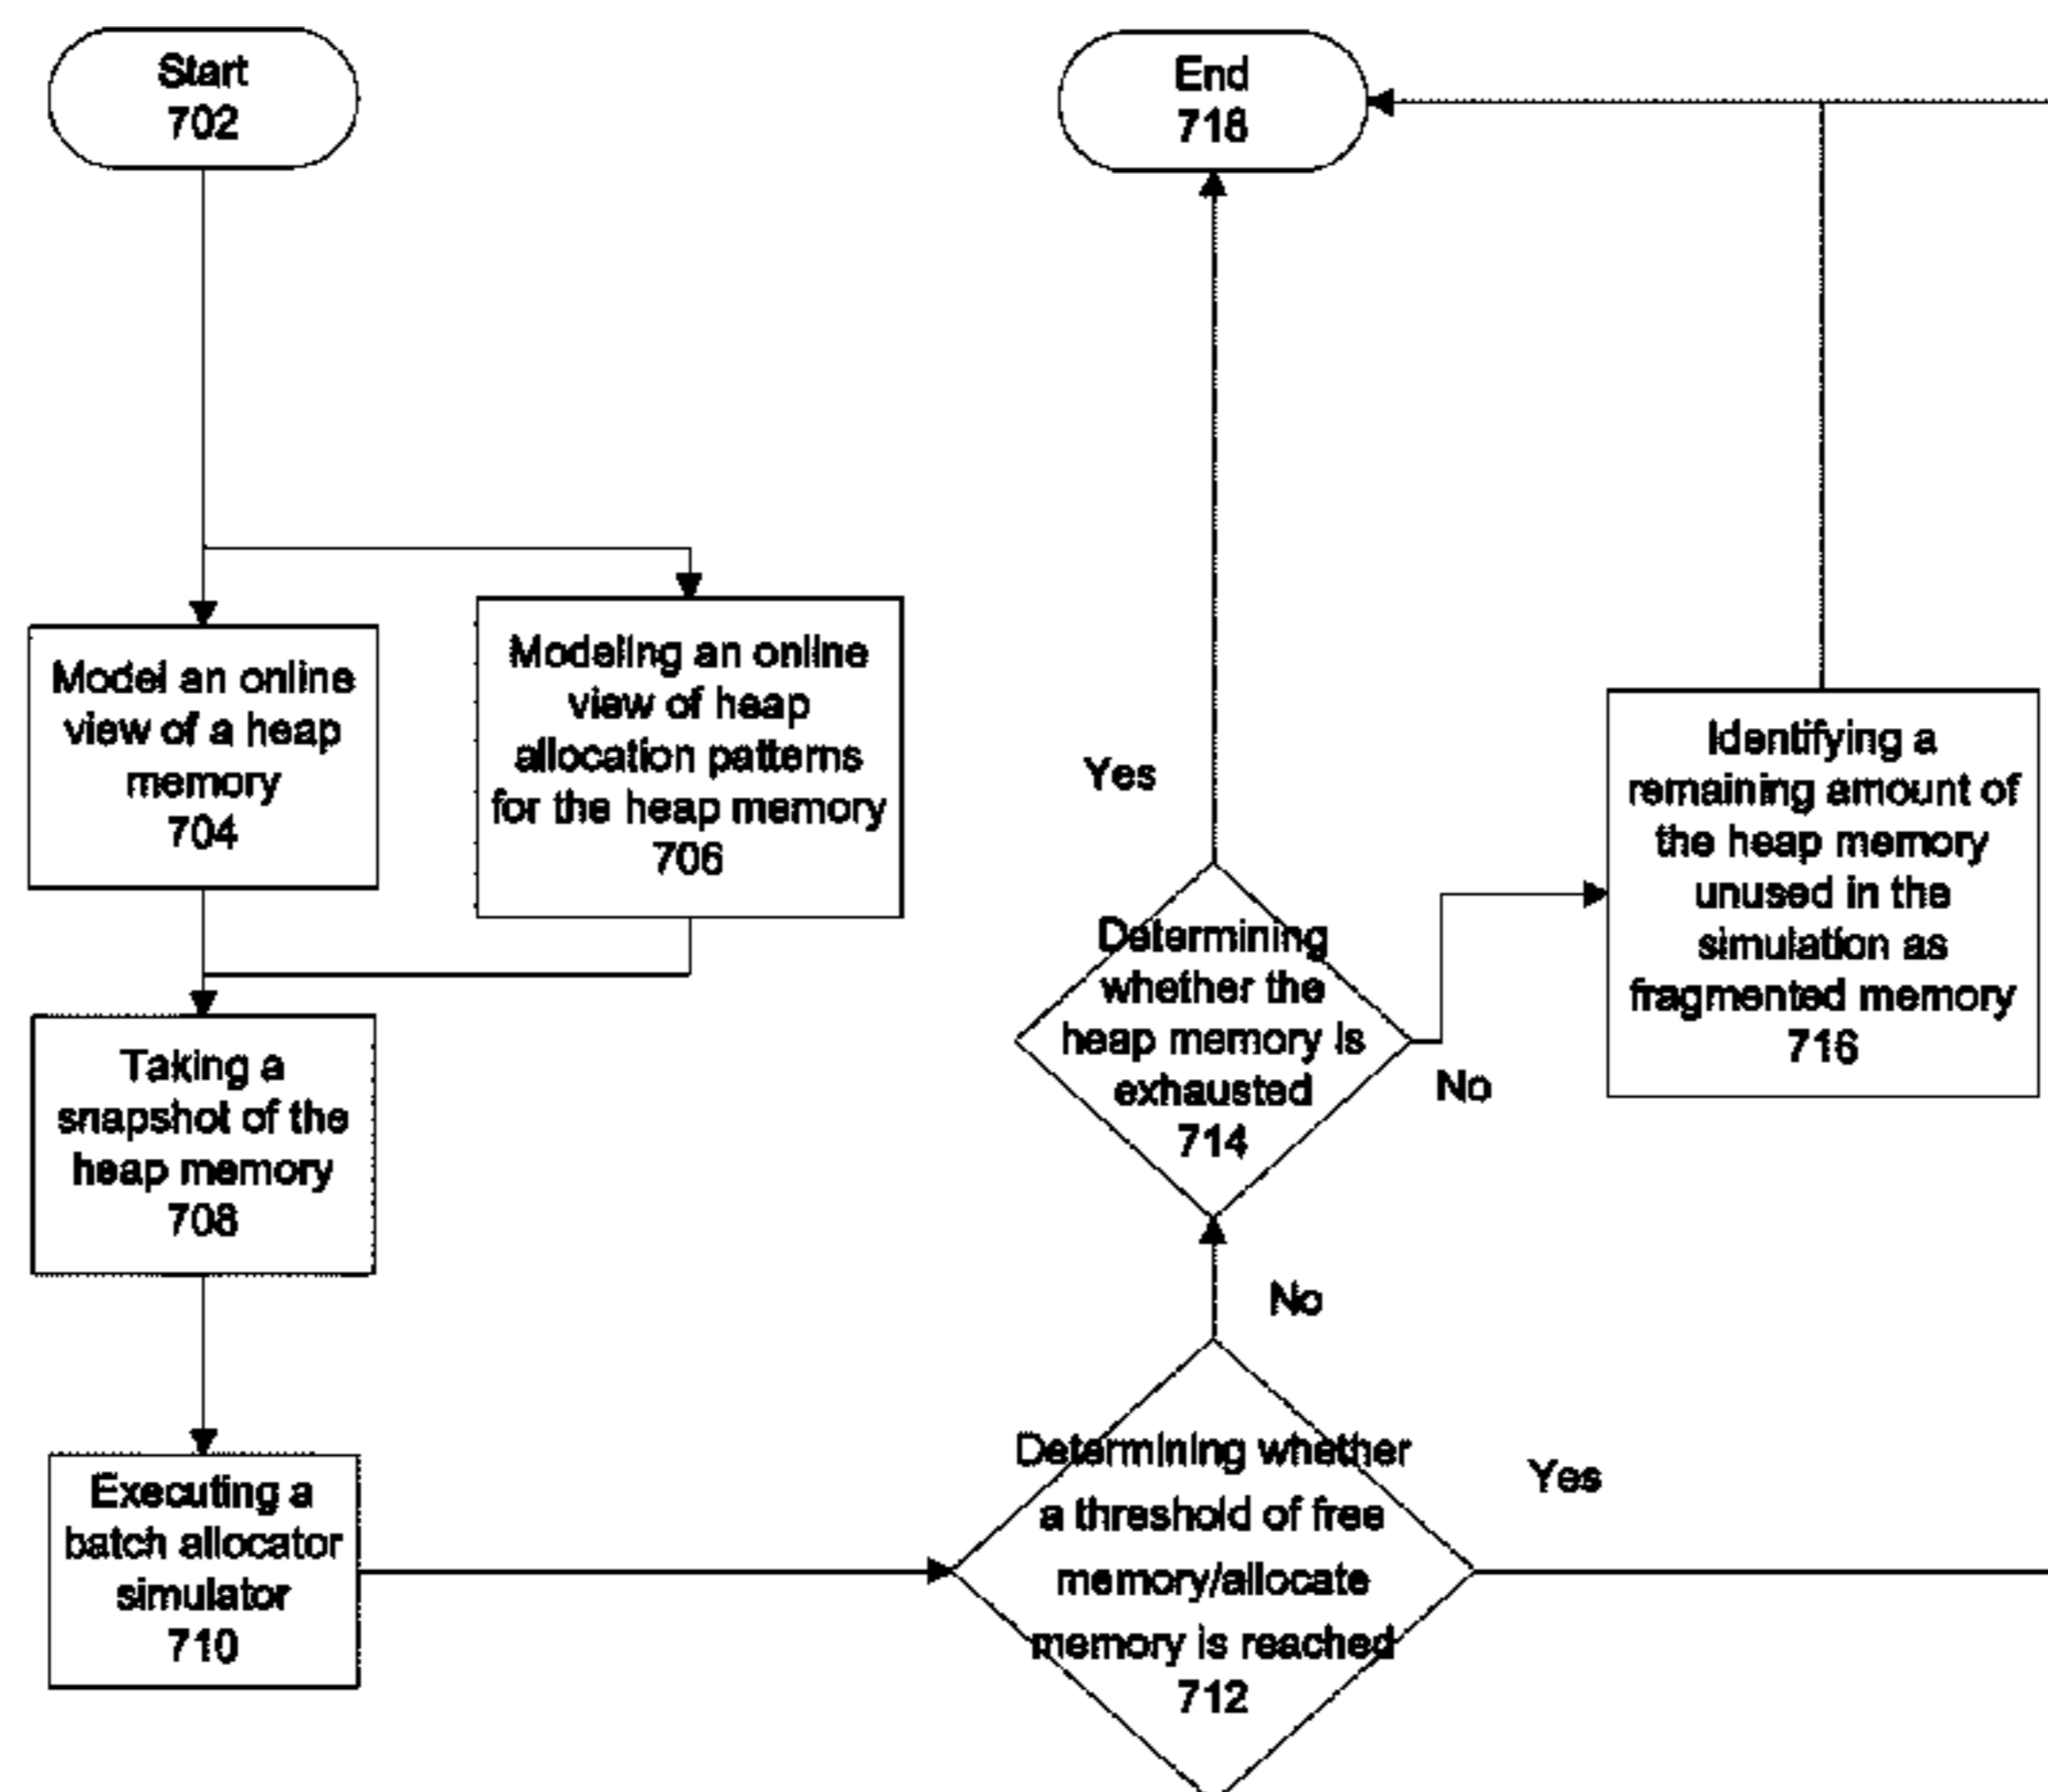 Start
702
Model an online
view of a heap
memory
704
Modeling an online
view of heap
allocation patterns
for the heap memory
706
Taking a
snapshot of the
heap memory
708
Executing a
batch allocator
simulator
710
End
718
Yes
Determining
whether the
heap memory is
exhausted
714
No
Identifying a
remaining amount of
the heap memory
unused in the
simulation as
fragmented memory
716
No
Determining whether
a threshold of free
memory/allocate
memory is reached
712
Yes